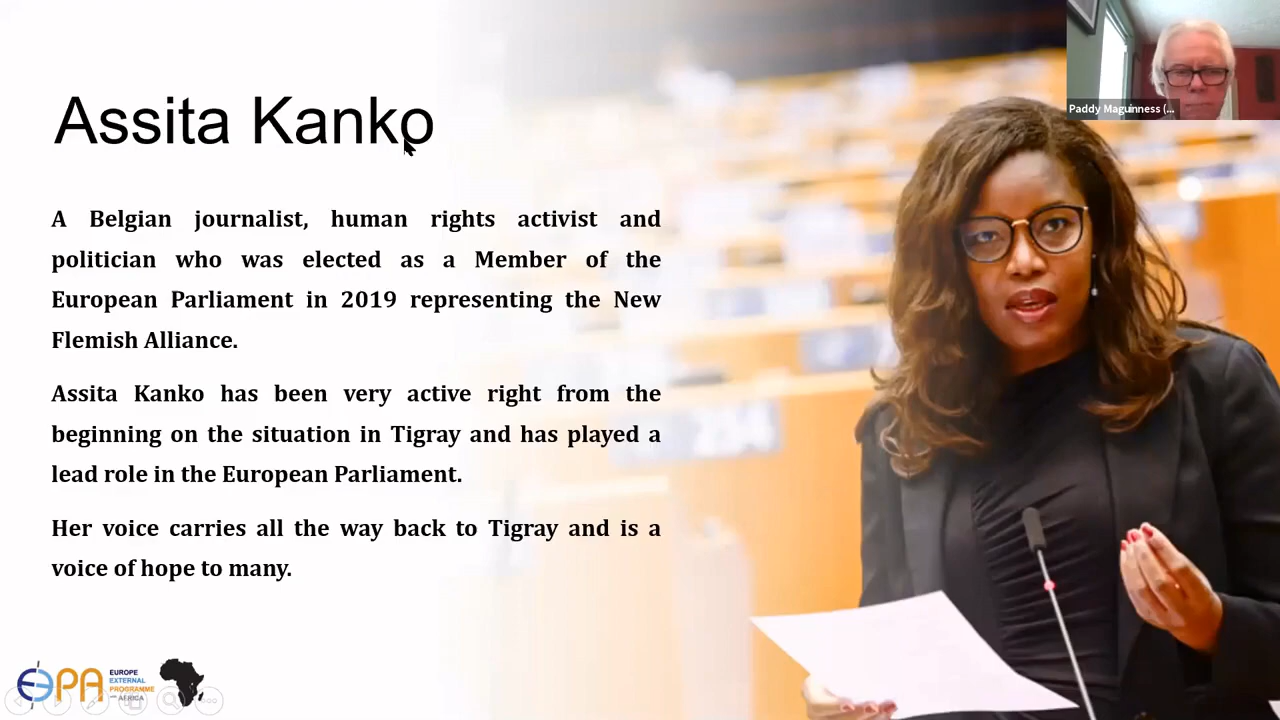 Assita Kanko
Paddy Maguinness (...
A Belgian journalist, human rights activist and
politician who was elected as a Member of the
European Parliament in 2019 representing the New
Flemish Alliance.
Assita Kanko has been very active right from the
beginning on the situation in Tigray and has played a
lead role in the European Parliament.
Her voice carries all the way back to Tigray and is a
voice of hope to many.
EEPA
EUROPE
EXTERNAL
PROGRAMME
with AFRICA